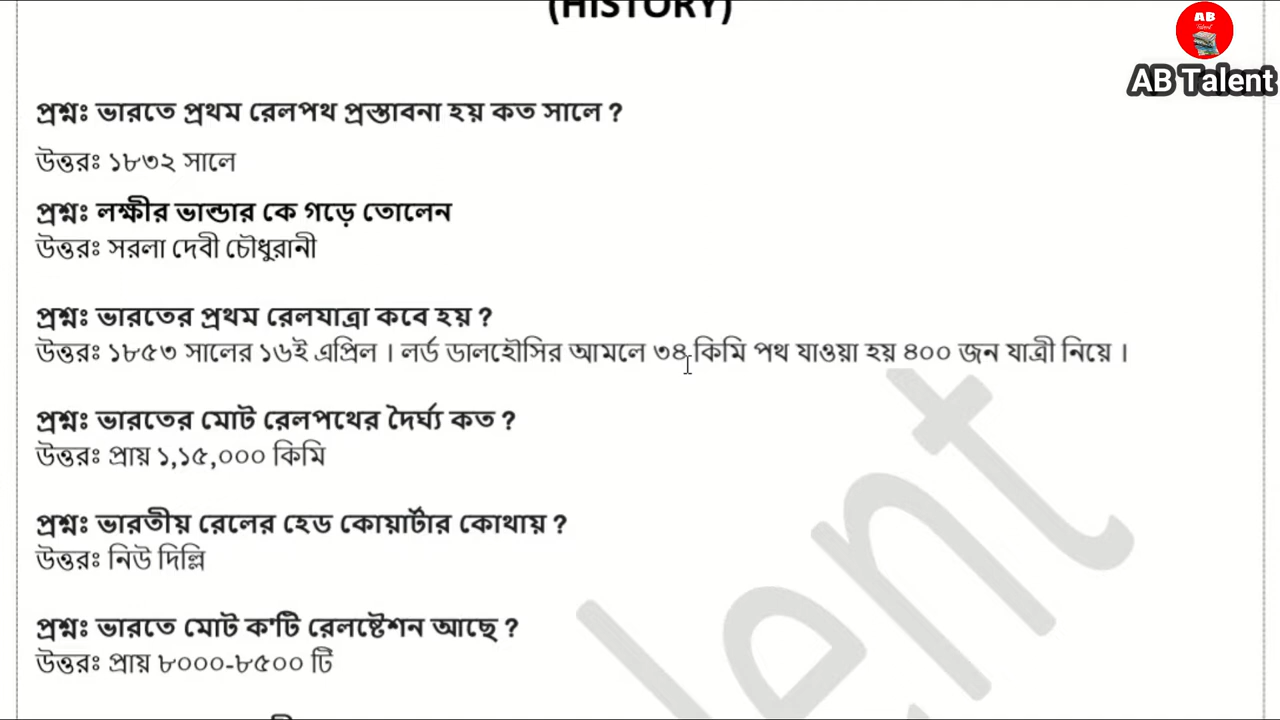 (HISTORY)
AB
Talent
AB Talent
প্রশ্নঃ ভারতে প্রথম রেলপথ প্রস্তাবনা হয় কত সালে ?
উত্তরঃ ১৮৩২ সালে
প্রশ্নঃ লক্ষীর ভান্ডার কে গড়ে তোলেন
উত্তরঃ সরলা দেবী চৌধুরানী
প্রশ্নঃ ভারতের প্রথম রেলযাত্রা কবে হয় ?
উত্তরঃ ১৮৫৩ সালের ১৬ই এপ্রিল । লর্ড ডালহৌসির আমলে ৩৪ কিমি পথ যাওয়া হয় ৪০০ জন যাত্রী নিয়ে ।
প্রশ্নঃ ভারতের মোট রেলপথের দৈর্ঘ্য কত ?
উত্তরঃ প্রায় ১,১৫,০০০ কিমি
প্রশ্নঃ ভারতীয় রেলের হেড কোয়ার্টার কোথায় ?
উত্তরঃ নিউ দিল্লি
প্রশ্নঃ ভারতে মোট ক'টি রেলষ্টেশন আছে ?
উত্তরঃ প্রায় ৮০০০-৮৫০০ টি